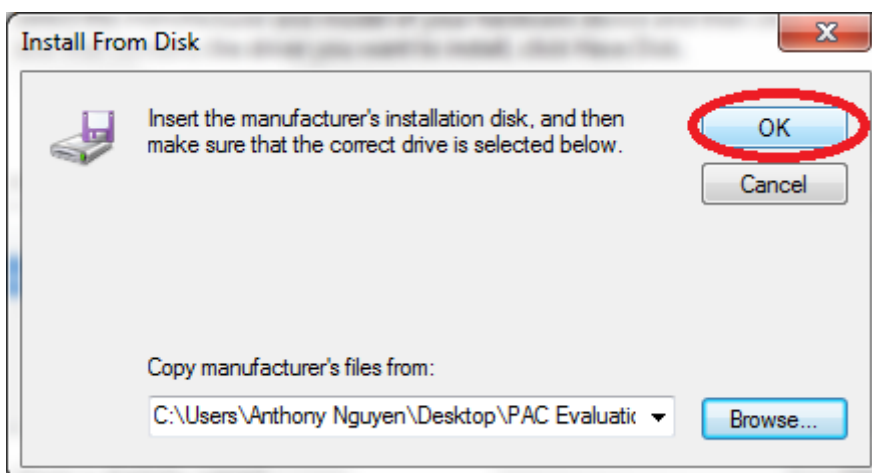 Install From Disk
Insert the manufacturer's installation disk, and then
make sure that the correct drive is selected below.
OK
Cancel
Copy manufacturer's files from:
C:\Users\Anthony Nguyen\Desktop\PAC Evaluatic
Browse...